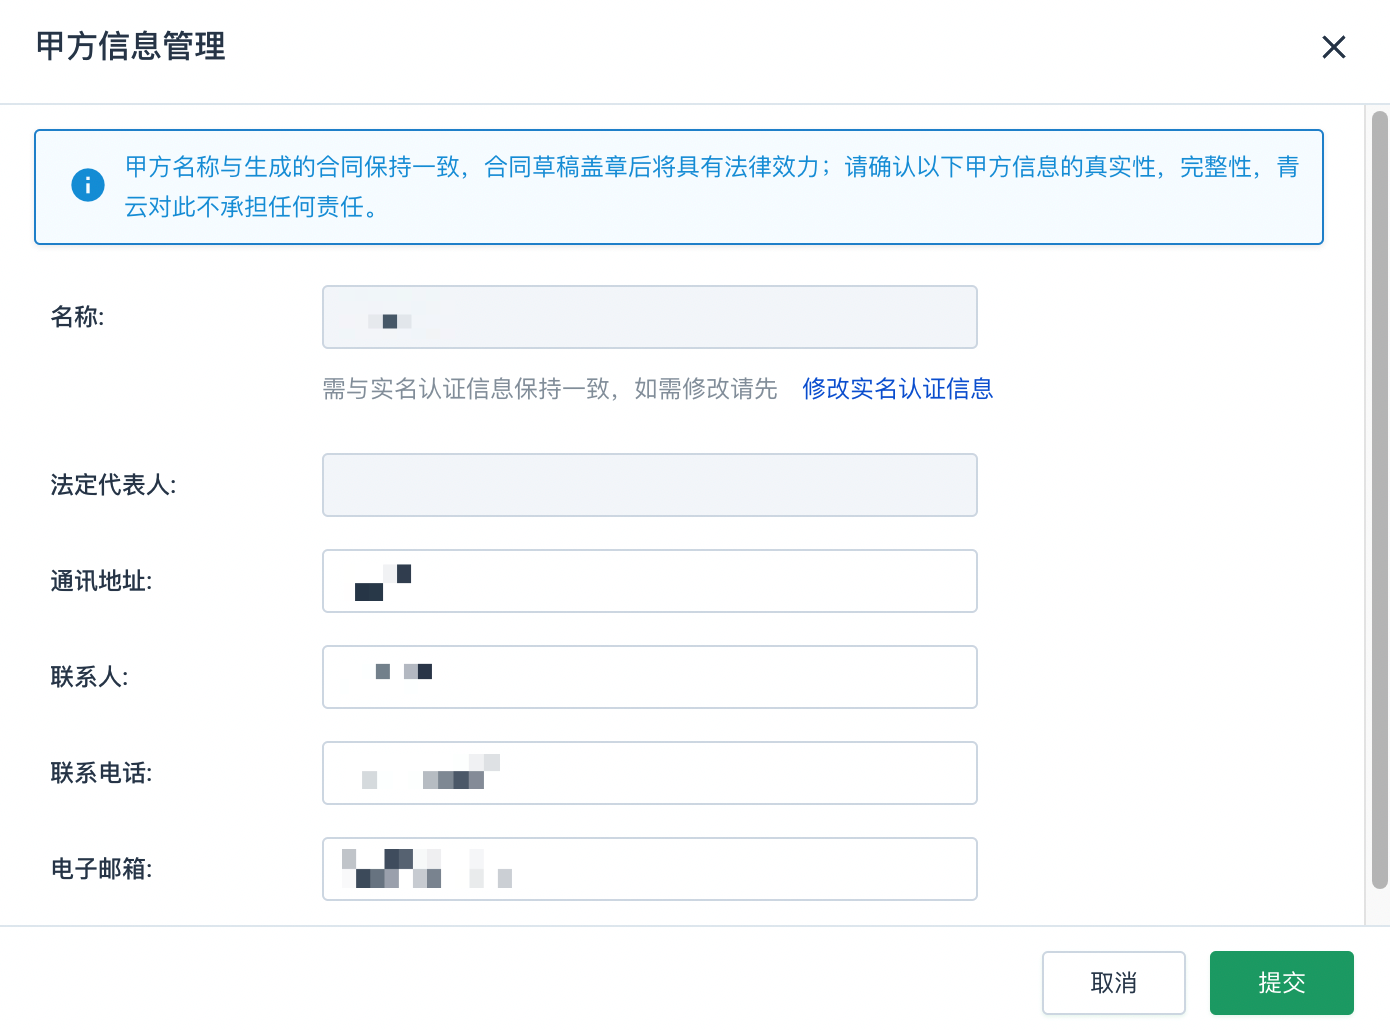 甲方信息管理
甲方名称与生成的合同保持一致，合同草稿盖章后将具有法律效力；请确认以下甲方信息的真实性，完整性，青
云对此不承担任何责任。
名称:
需与实名认证信息保持一致，如需修改请先 修改实名认证信息
法定代表人:
通讯地址:
联系人:
联系电话:
电子邮箱:
取消 提交